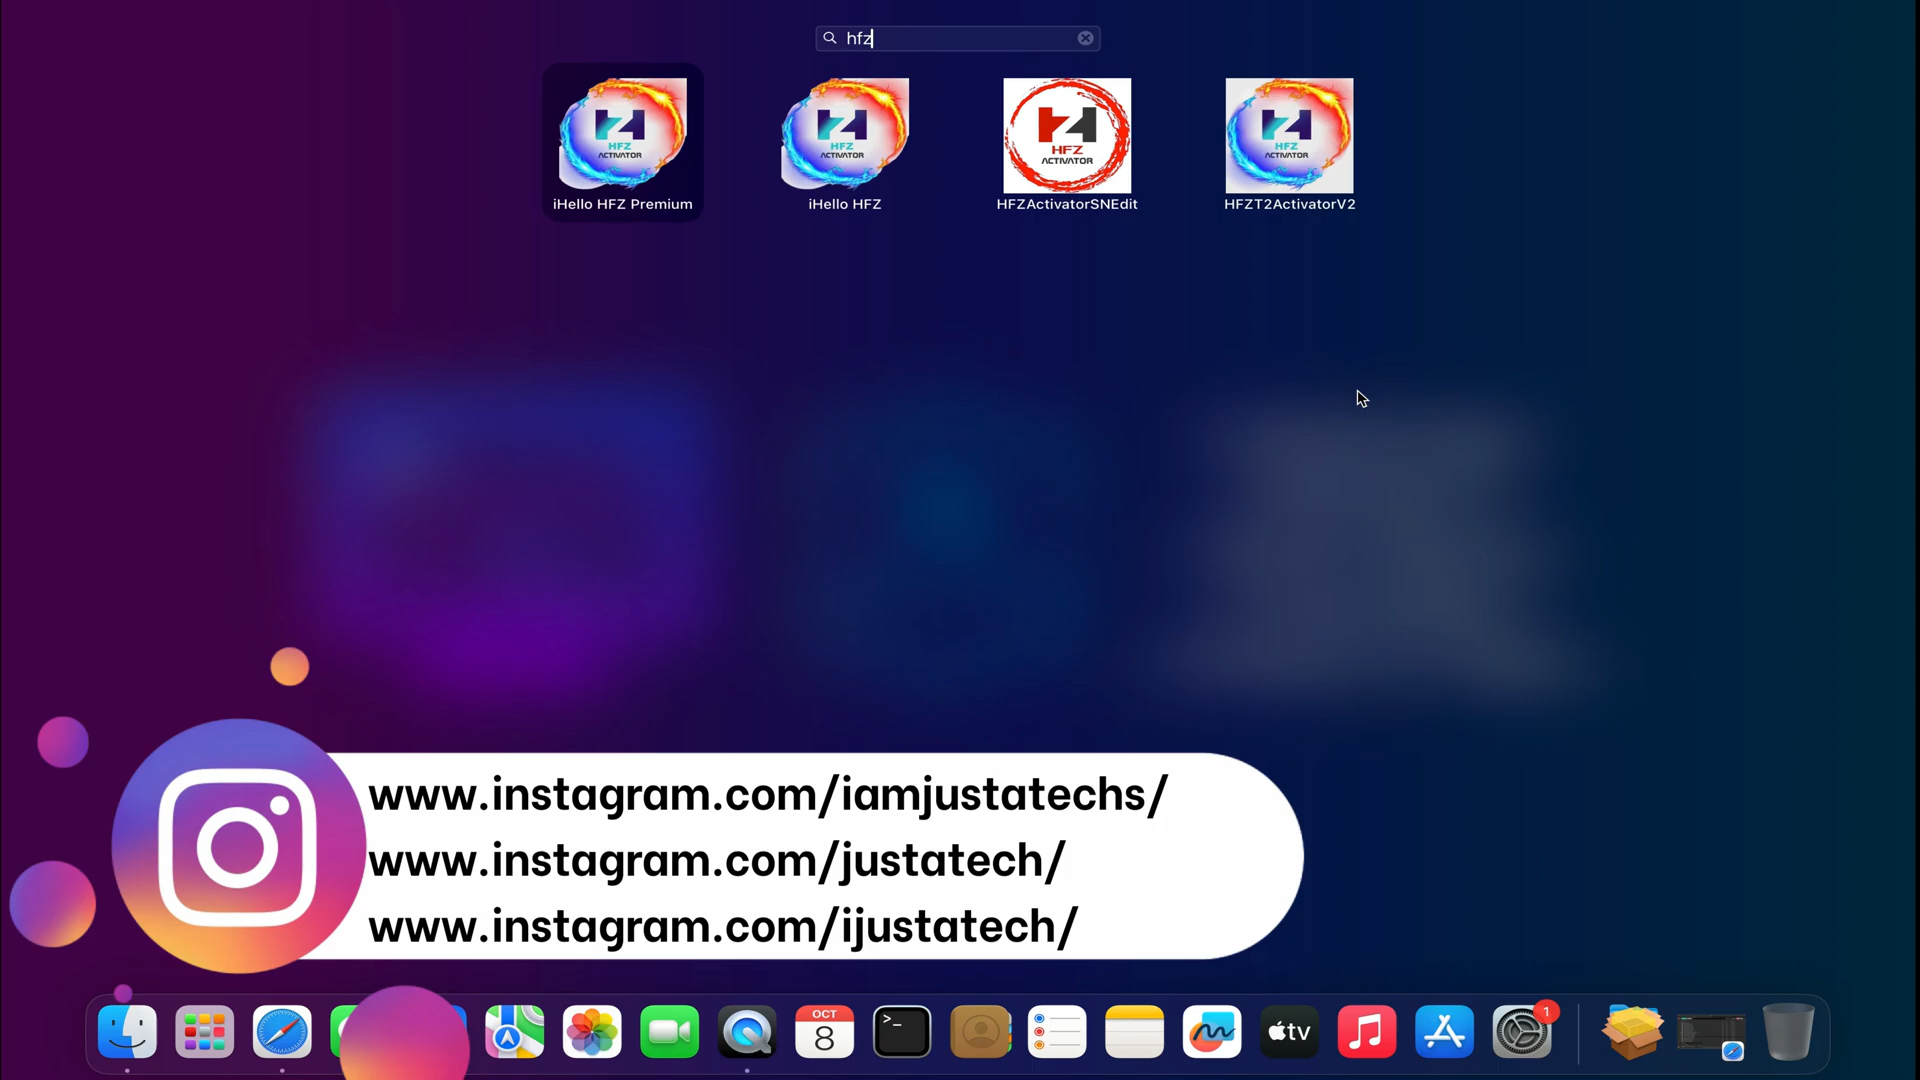 hfz
HFZ
ACTIVATOR
HFZ
ACTIVATOR
HFZ
ACTIVATOR
HFZ
ACTIVATOR
iHello HFZ Premium
iHello HFZ
HFZActivatorSNEdit
HFZT2ActivatorV2
www.instagram.com/iamjustatechs/
www.instagram.com/justatech/
www.instagram.com/ijustatech/
OCT
8
>_
tv
1